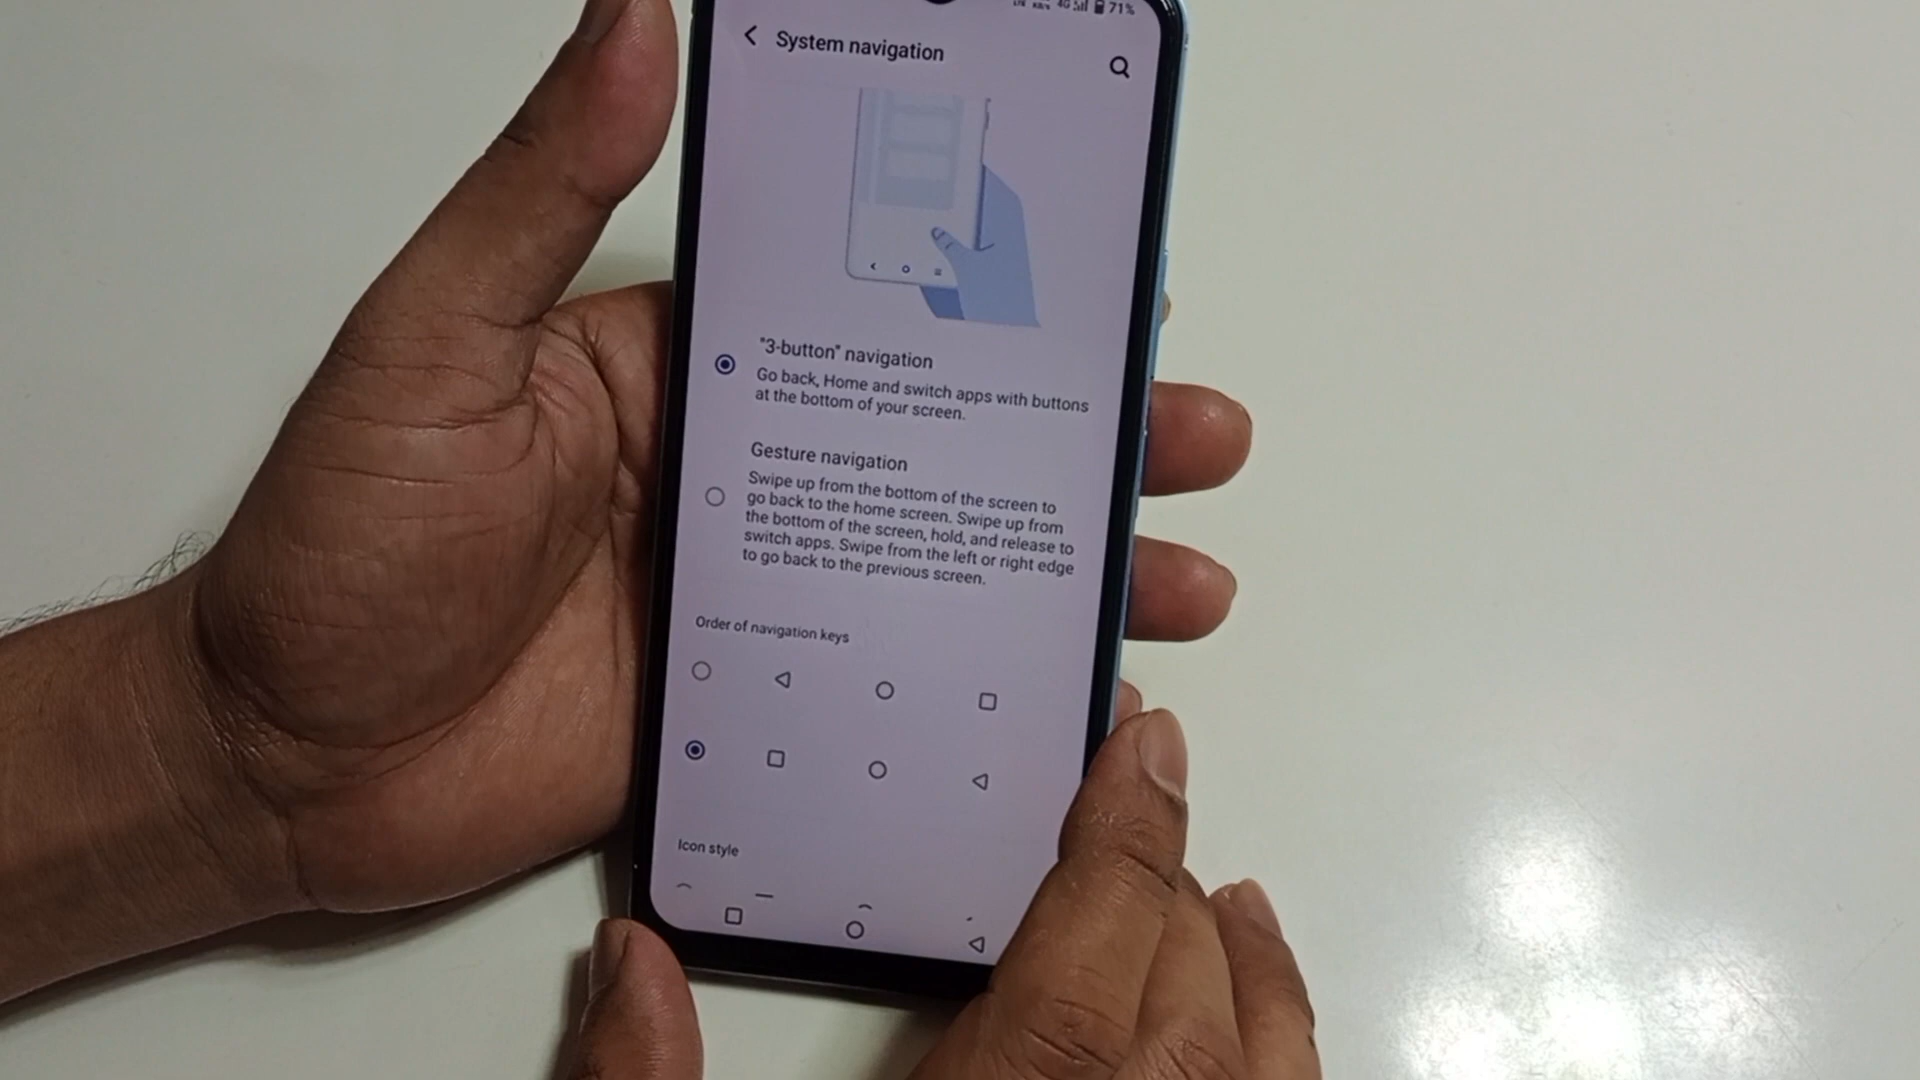 4G 71%
System navigation
"3-button" navigation
Go back, Home and switch apps with buttons
at the bottom of your screen.
Gesture navigation
Swipe up from the bottom of the screen to
go back to the home screen. Swipe up from
the bottom of the screen, hold, and release to
switch apps. Swipe from the left or right edge
to go back to the previous screen.
Order of navigation keys
Icon style